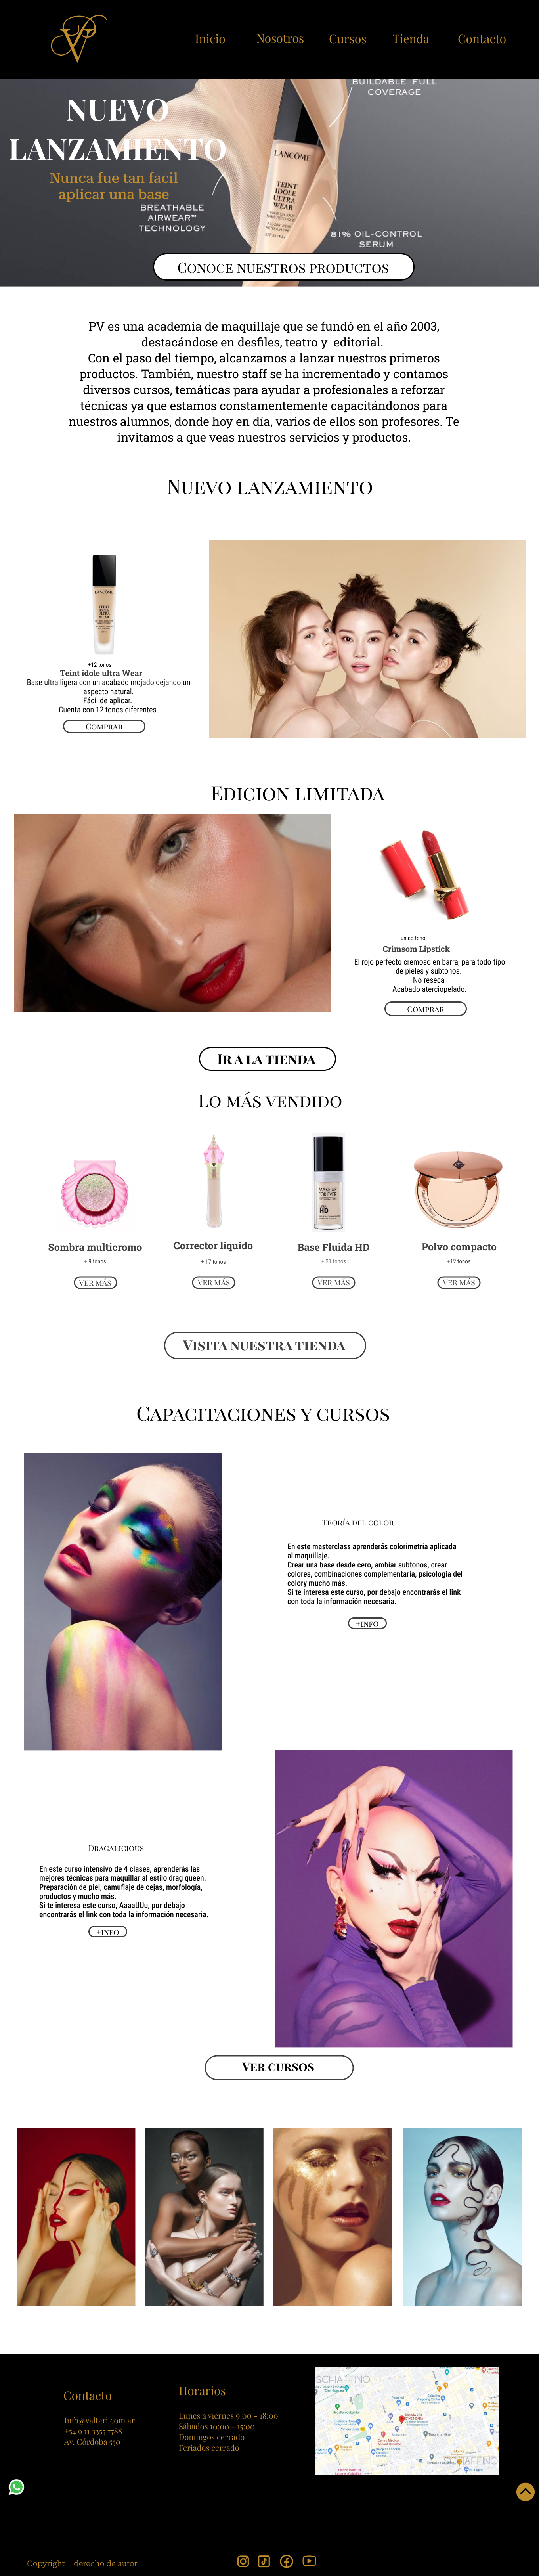 PV
Inicio
Nosotros
Cursos
Tienda
Contacto
BUILDABLE FULL
COVERAGE
NUEVO
LANZAMIENTO
Nunca fue tan facil
aplicar una base
LANCÔME
TEINT
IDOLE
ULTRA
WEAR
BREATHABLE
AIRWEAR™
TECHNOLOGY
81% OIL-CONTROL
SERUM
Conoce nuestros productos
PV es una academia de maquillaje que se fundó en el año 2003,
destacándose en desfiles, teatro y editorial.
Con el paso del tiempo, alcanzamos a lanzar nuestros primeros
productos. También, nuestro staff se ha incrementado y contamos
diversos cursos, temáticas para ayudar a profesionales a reforzar
técnicas ya que estamos constantemente capacitándonos para
nuestros alumnos, donde hoy en día, varios de ellos son profesores. Te
invitamos a que veas nuestros servicios y productos.
Nuevo lanzamiento
LANCÔME
TEINT
IDOLE
ULTRA
WEAR
+12 tonos
Teint idole ultra Wear
Base ultra ligera con un acabado mojado dejando un
aspecto natural.
Fácil de aplicar.
Cuenta con 12 tonos diferentes.
Comprar
Edicion limitada
unico tono
Crimsom Lipstick
El rojo perfecto cremoso en barra, para todo tipo
de pieles y subtonos.
No reseca
Acabado aterciopelado.
Comprar
Ir a la tienda
Lo más vendido
MAKE UP
FOR EVER
HD
Sombra multicromo
+ 9 tonos
Ver más
Corrector líquido
+ 17 tonos
Ver más
Base Fluida HD
+ 21 tonos
Ver más
Polvo compacto
+12 tonos
Ver más
Visita nuestra tienda
Capacitaciones y cursos
Teoría del color
En este masterclass aprenderás colorimetría aplicada
al maquillaje.
Crear una base desde cero, ambiar subtonos, crear
colores, combinaciones complementaria, psicología del
colory mucho más.
Si te interesa este curso, por debajo encontrarás el link
con toda la información necesaria.
+info
Dragalicious
En este curso intensivo de 4 clases, aprenderás las
mejores técnicas para maquillar al estilo drag queen.
Preparación de piel, camuflaje de cejas, morfología,
productos y mucho más.
Si te interesa este curso, AaaaUUu, por debajo
encontrarás el link con toda la información necesaria.
+info
Ver cursos
Contacto
Info@valtari.com.ar
+54 9 11 3355 7788
Av. Córdoba 550
Horarios
Lunes a viernes 9:00 - 18:00
Sábados 10:00 - 15:00
Domingos cerrado
Feriados cerrado
Copyright derecho de autor